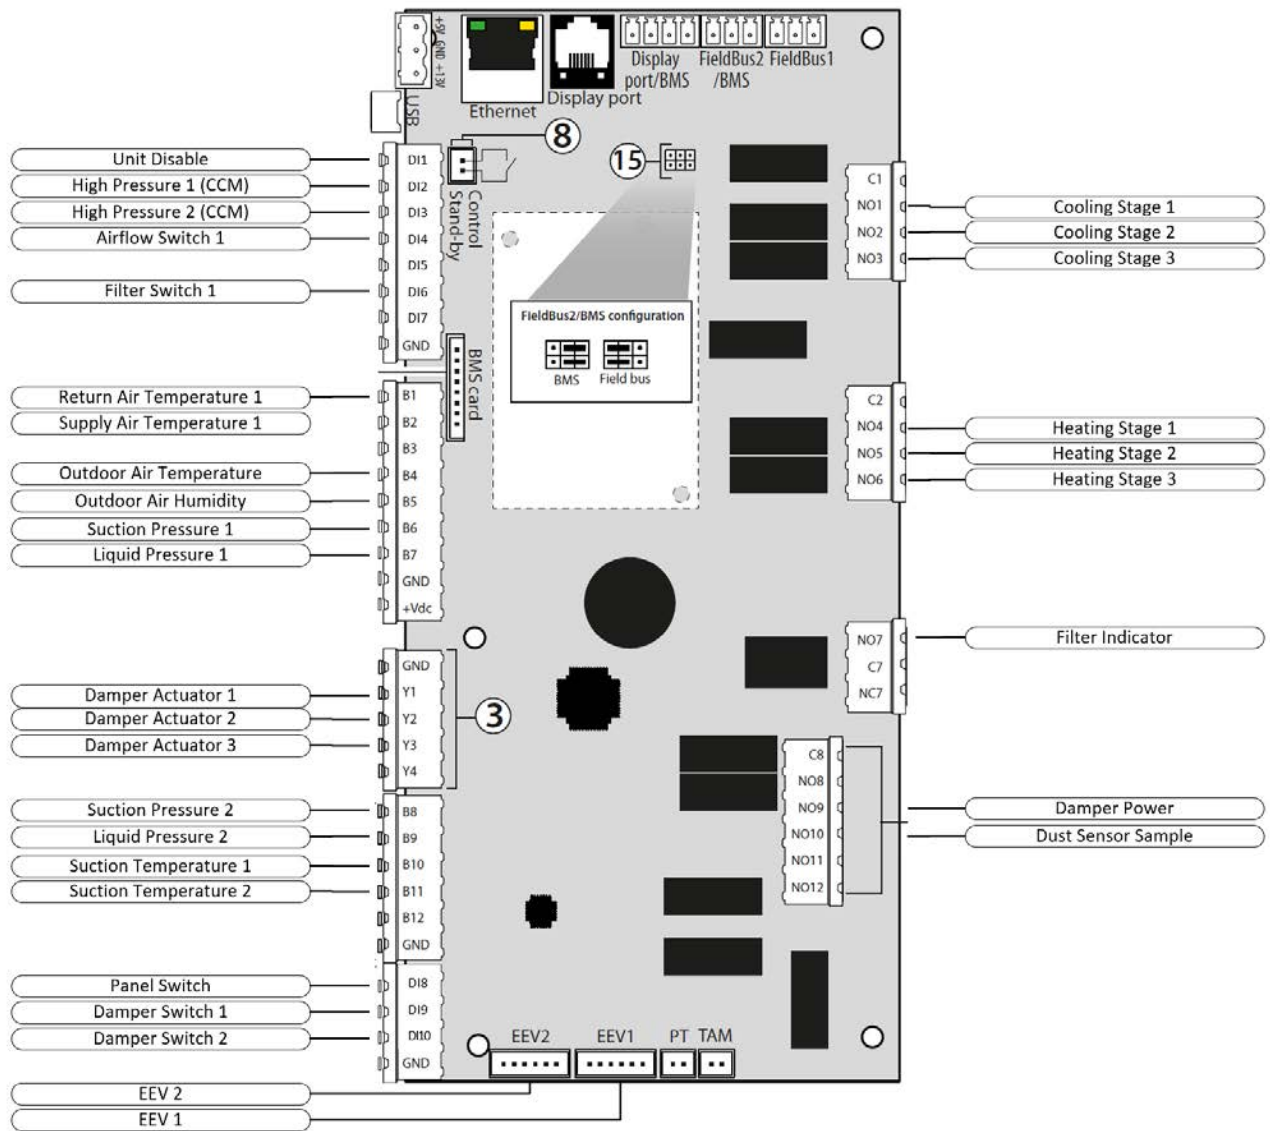 +5V GND +13V
USB
Ethernet
Display port
Display
port/BMS
FieldBus2
/BMS
FieldBus1
8
15
Control
Stand-by
FieldBus2/BMS configuration
BMS
Field bus
BMS card
Unit Disable
DI1
High Pressure 1 (CCM)
DI2
High Pressure 2 (CCM)
DI3
Airflow Switch 1
DI4
DI5
Filter Switch 1
DI6
DI7
GND
Return Air Temperature 1
B1
Supply Air Temperature 1
B2
B3
Outdoor Air Temperature
B4
Outdoor Air Humidity
B5
Suction Pressure 1
B6
Liquid Pressure 1
B7
GND
+Vdc
GND
Damper Actuator 1
Y1
Damper Actuator 2
Y2
Damper Actuator 3
Y3
Y4
3
Suction Pressure 2
B8
Liquid Pressure 2
B9
Suction Temperature 1
B10
Suction Temperature 2
B11
B12
GND
Panel Switch
DI8
Damper Switch 1
DI9
Damper Switch 2
DI10
GND
EEV2
EEV1
PT
TAM
EEV 2
EEV 1
C1
NO1
Cooling Stage 1
NO2
Cooling Stage 2
NO3
Cooling Stage 3
C2
NO4
Heating Stage 1
NO5
Heating Stage 2
NO6
Heating Stage 3
NO7
Filter Indicator
C7
NC7
C8
NO8
NO9
Damper Power
NO10
Dust Sensor Sample
NO11
NO12